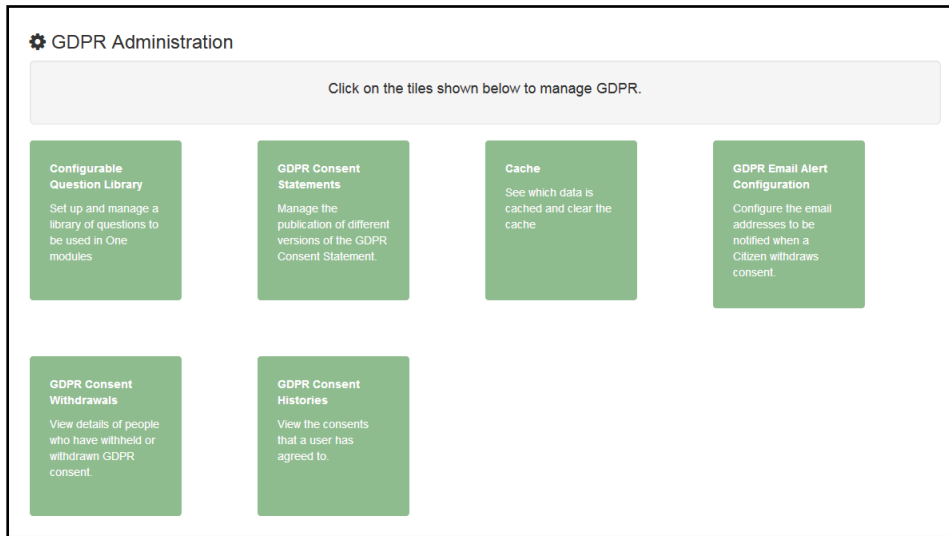 GDPR Administration
Click on the tiles shown below to manage GDPR.
Configurable
Question Library
Set up and manage a
library of questions to
be used in One
modules
GDPR Consent
Statements
Manage the
publication of different
versions of the GDPR
Consent Statement.
Cache
See which data is
cached and clear the
cache
GDPR Email Alert
Configuration
Configure the email
addresses to be
notified when a
Citizen withdraws
consent.
GDPR Consent
Withdrawals
View details of people
who have withheld or
withdrawn GDPR
consent.
GDPR Consent
Histories
View the consents
that a user has
agreed to.